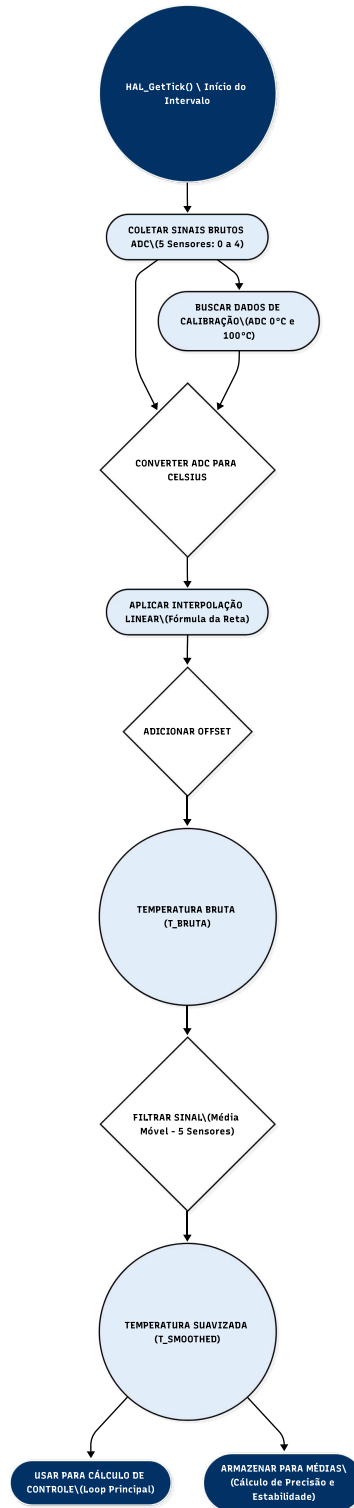 HAL_GetTick() \ Início do
Intervalo
COLETAR SINAIS BRUTOS
ADC\(5 Sensores: 0 a 4)
BUSCAR DADOS DE
CALIBRAÇÃO\(ADC 0°C e
100°C)
CONVERTER ADC PARA
CELSIUS
APLICAR INTERPOLAÇÃO
LINEAR\(Fórmula da Reta)
ADICIONAR OFFSET
TEMPERATURA BRUTA
(T_BRUTA)
FILTRAR SINAL\(Média
Móvel - 5 Sensores)
TEMPERATURA SUAVIZADA
(T_SMOOTHED)
USAR PARA CÁLCULO DE
CONTROLE\(Loop Principal)
ARMAZENAR PARA MÉDIAS\
(Cálculo de Precisão e
Estabilidade)